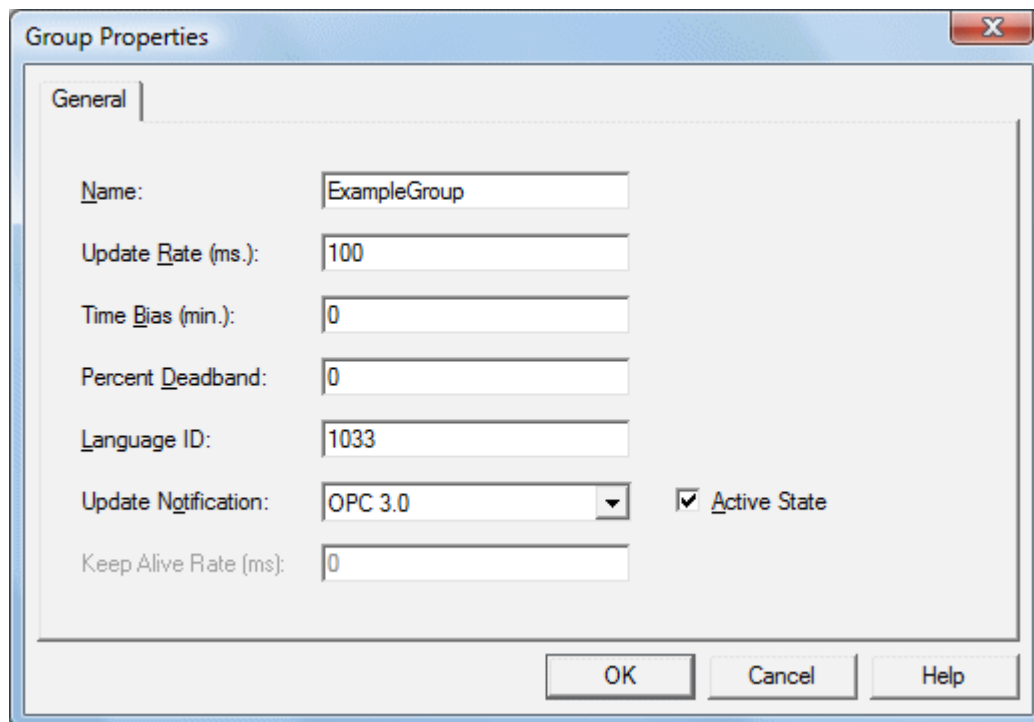 Group Properties
General
Name: ExampleGroup
Update Rate (ms.): 100
Time Bias (min.): 0
Percent Deadband: 0
Language ID: 1033
Update Notification: OPC 3.0 Active State
Keep Alive Rate (ms): 0
OK Cancel Help